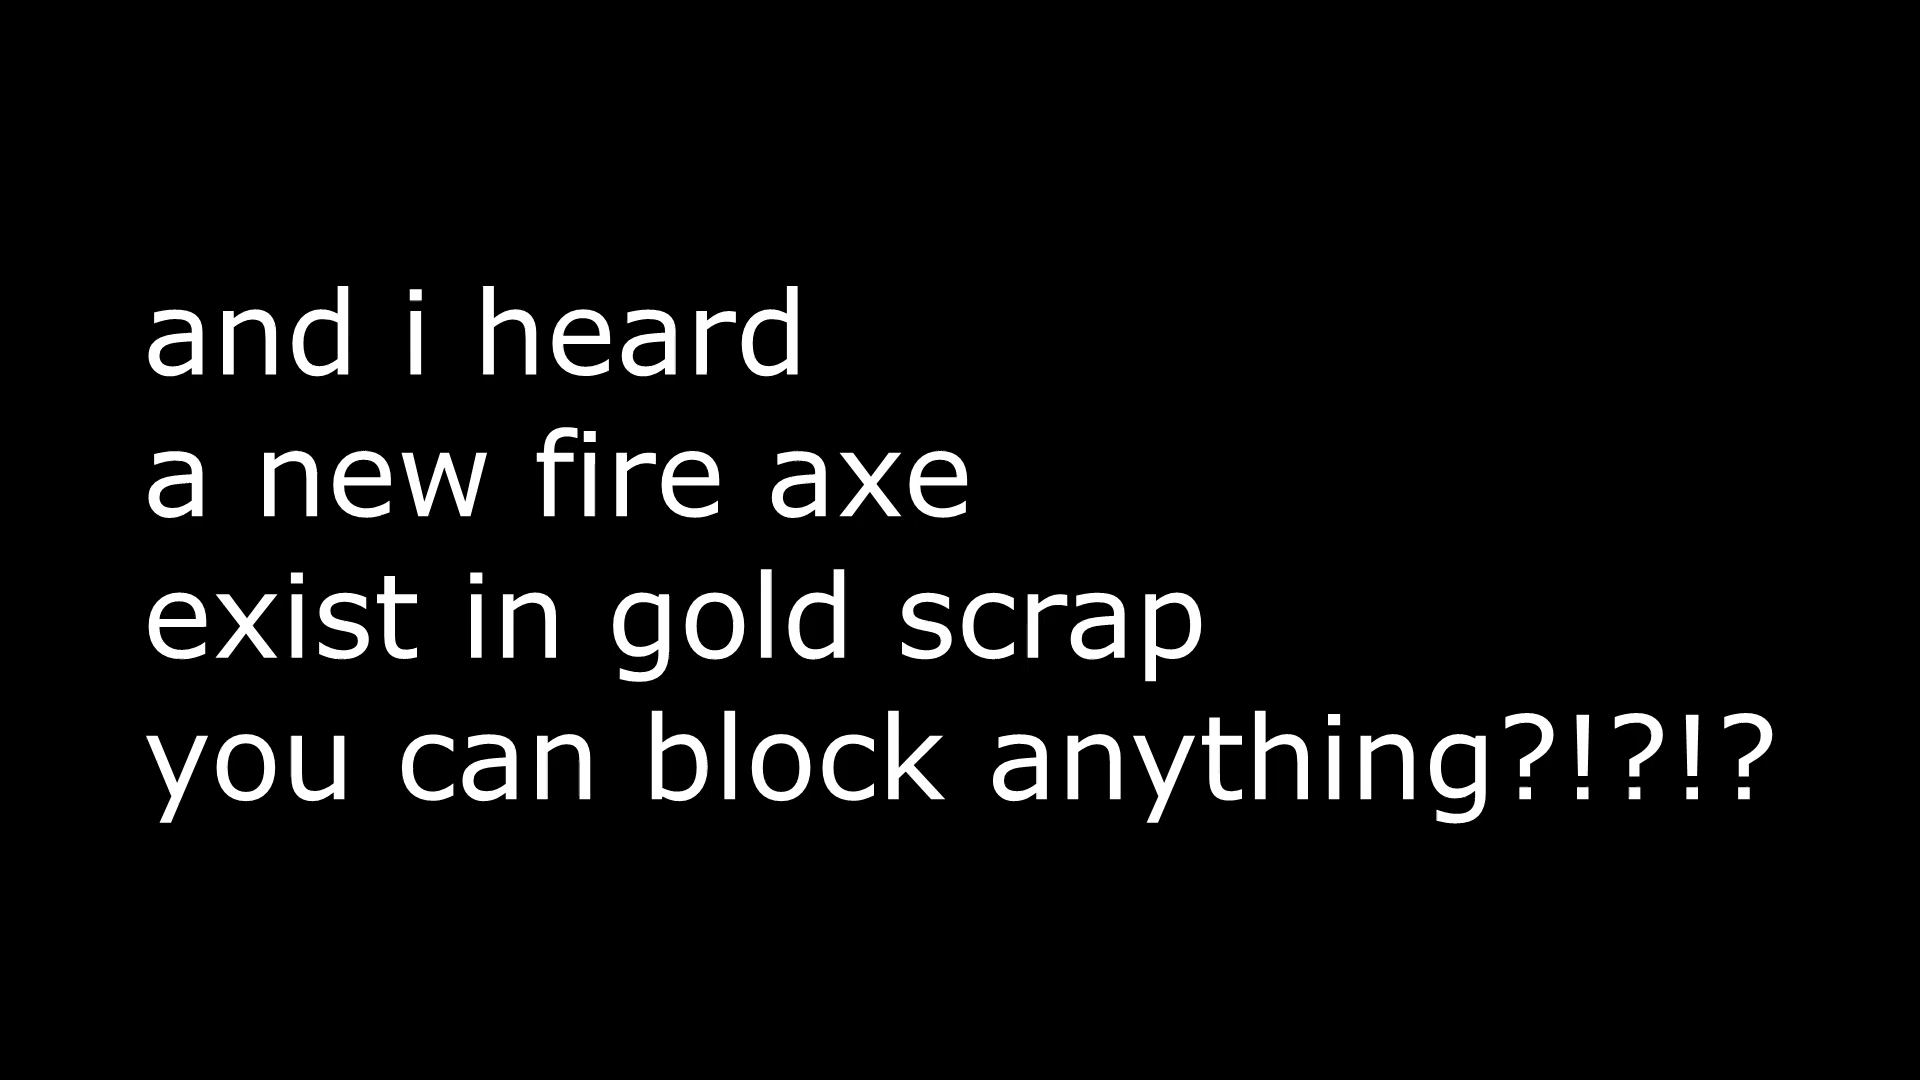 and i heard
a new fire axe
exist in gold scrap
you can block anything?!?!?